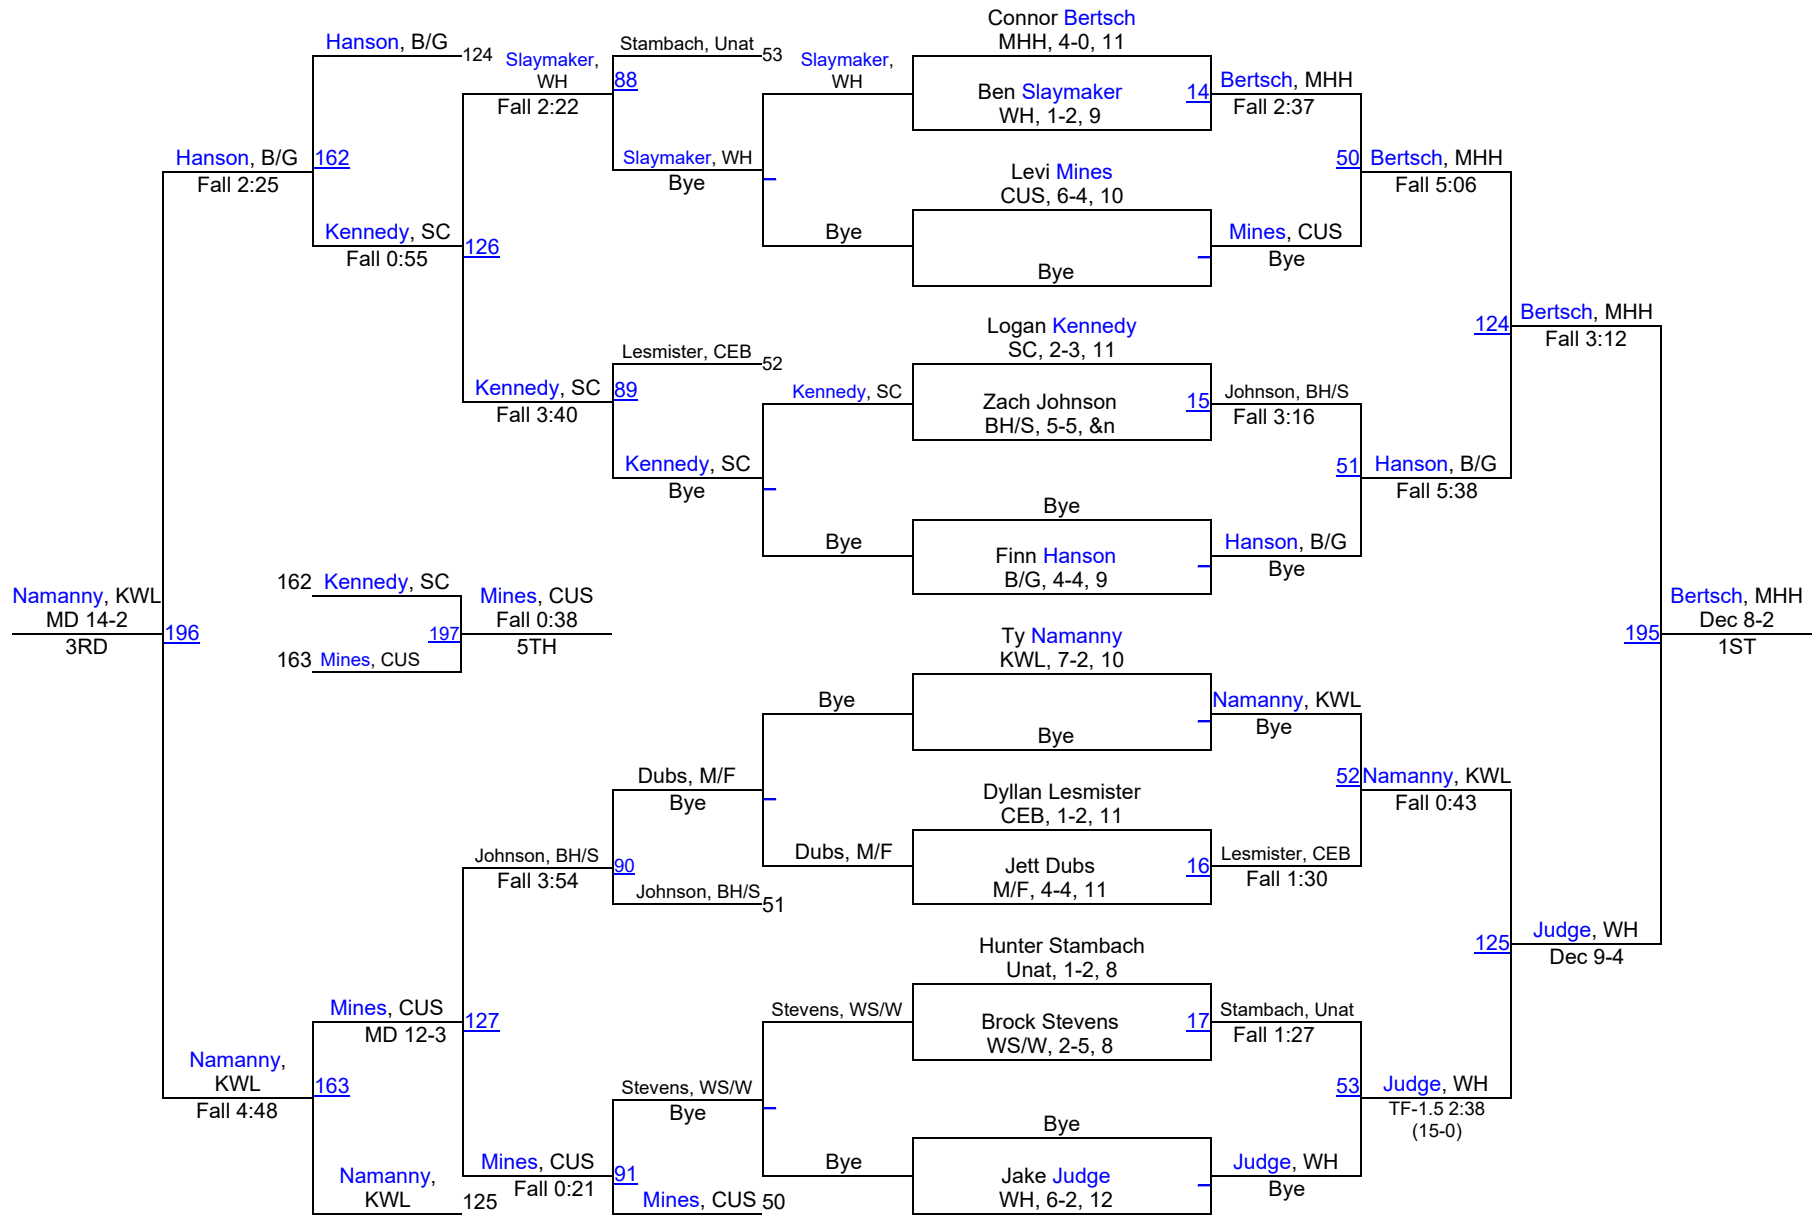 Connor Bertsch
MHH, 4-0, 11
Hanson, B/G
124
Slaymaker,
WH
Fall 2:22
Stambach, Unat
53
88
Slaymaker,
WH
Ben Slaymaker
WH, 1-2, 9
14
Bertsch, MHH
Fall 2:37
Hanson, B/G
Fall 2:25
162
Slaymaker, WH
Bye
Levi Mines
CUS, 6-4, 10
50
Bertsch, MHH
Fall 5:06
Kennedy, SC
Fall 0:55
126
Bye
Bye
Mines, CUS
Bye
Logan Kennedy
SC, 2-3, 11
124
Bertsch, MHH
Fall 3:12
Lesmister, CEB
52
Kennedy, SC
Fall 3:40
89
Kennedy, SC
Zach Johnson
BH/S, 5-5, &n
15
Johnson, BH/S
Fall 3:16
Kennedy, SC
Bye
51
Hanson, B/G
Fall 5:38
Bye
Bye
Finn Hanson
B/G, 4-4, 9
Hanson, B/G
Bye
Namanny, KWL
MD 14-2
3RD
196
162
Kennedy, SC
163
Mines, CUS
197
Mines, CUS
Fall 0:38
5TH
Ty Namanny
KWL, 7-2, 10
195
Bertsch, MHH
Dec 8-2
1ST
Bye
Bye
Namanny, KWL
Bye
Dubs, M/F
Bye
Dyllan Lesmister
CEB, 1-2, 11
52
Namanny, KWL
Fall 0:43
Johnson, BH/S
Fall 3:54
90
Johnson, BH/S
51
Dubs, M/F
Jett Dubs
M/F, 4-4, 11
16
Lesmister, CEB
Fall 1:30
Hunter Stambach
Unat, 1-2, 8
125
Judge, WH
Dec 9-4
Mines, CUS
MD 12-3
127
Stevens, WS/W
Brock Stevens
WS/W, 2-5, 8
17
Stambach, Unat
Fall 1:27
Namanny,
KWL
Fall 4:48
163
Stevens, WS/W
Bye
53
Judge, WH
TF-1.5 2:38
(15-0)
Bye
Namanny,
KWL
125
Mines, CUS
Fall 0:21
91
Mines, CUS
50
Bye
Jake Judge
WH, 6-2, 12
Judge, WH
Bye